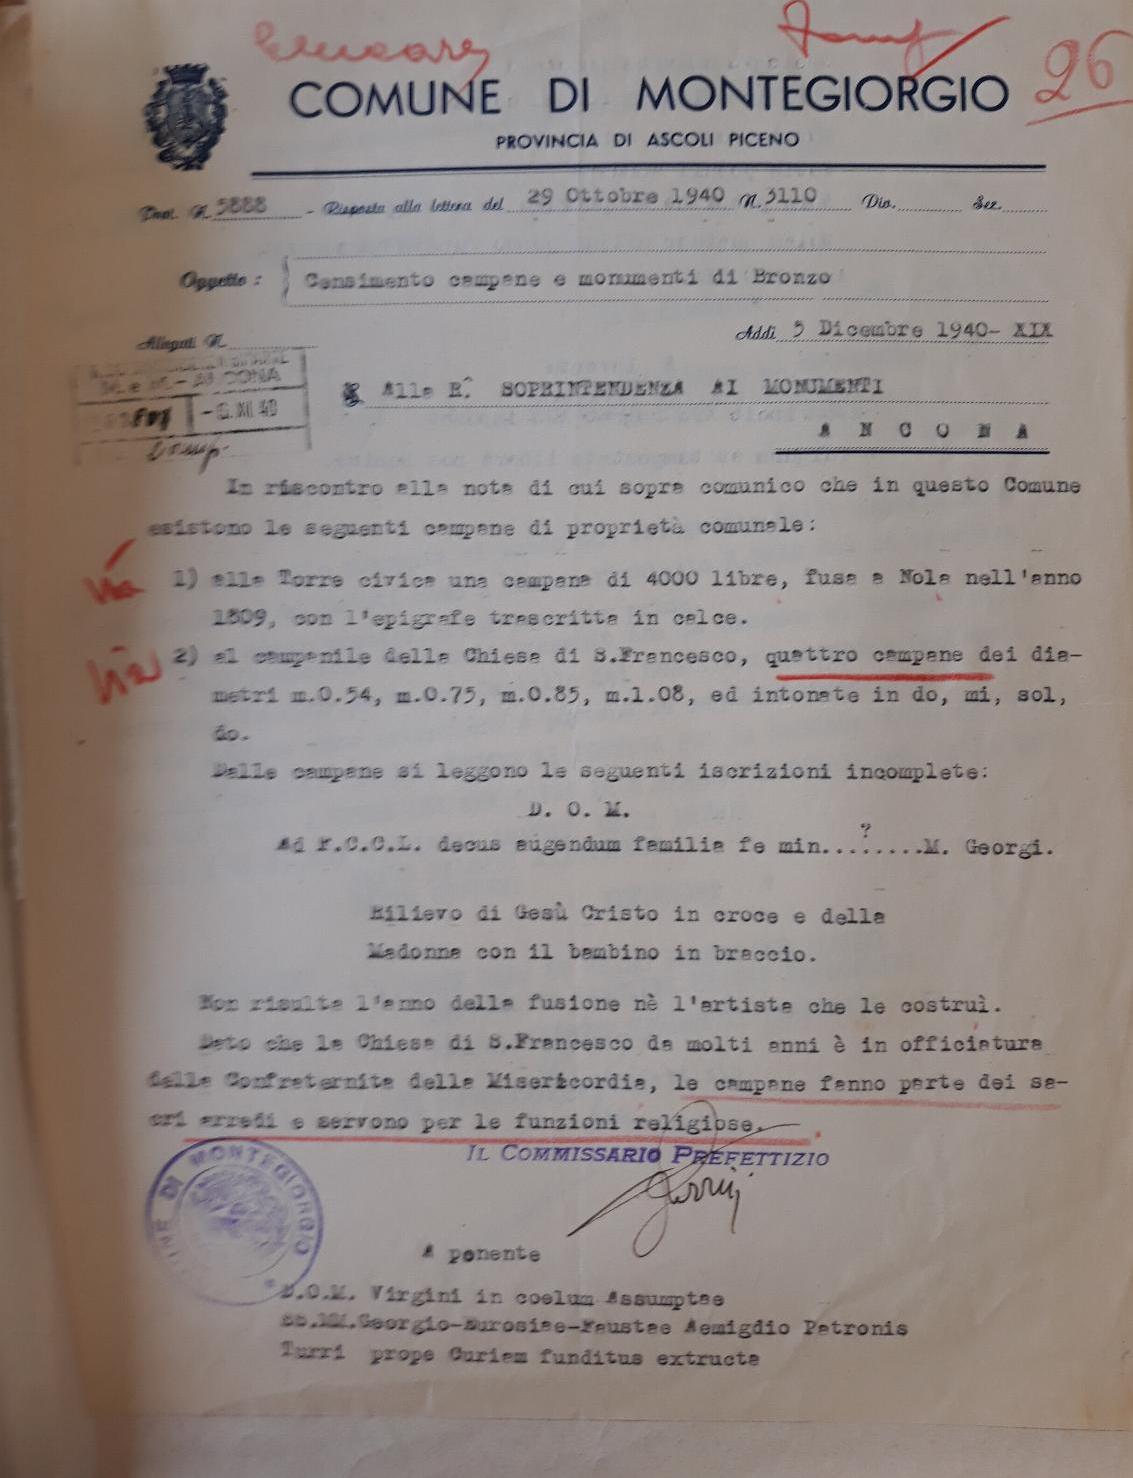 26
COMUNE DI MONTEGIORGIO
PROVINCIA DI ASCOLI PICENO
Prot. N. 5888 - Risposta alla lettera del 29 Ottobre 1940 N. 3110 Div. Sez.
Oggetto: Censimento campane e monumenti di Bronzo
Allegati N.
Addì 5 Dicembre 1940- XIX
M. e M. - ANCONA
Alla R. SOPRINTENDENZA AI MONUMENTI
-6. XII 40
ANCONA
In riscontro alla nota di cui sopra comunico che in questo Comune
esistono le seguenti campane di proprietà comunale:
1) alla Torre civica una campana di 4000 libre, fusa a Nola nell'anno
1809, con l'epigrafe trascritta in calce.
2) al campanile della Chiesa di S.Francesco, quattro campane dei dia-
metri m.0.54, m.0.75, m.0.85, m.1.08, ed intonate in do, mi, sol,
do.
Dalle campane si leggono le seguenti iscrizioni incomplete:
D. O. M.
?
Ad F.C.C.L. decus augendum familia fe min.........M. Georgi.
Rilievo di Gesù Cristo in croce e della
Madonna con il bambino in braccio.
Non risulta l'anno della fusione nè l'artista che le costruì.
Dato che la Chiesa di S.Francesco da molti anni è in officiatura
della Confraternita della Misericordia, le campane fanno parte dei sa-
cri arredi e servono per le funzioni religiose.
IL COMMISSARIO PREFETTIZIO
DI MONTEGIORGIO
A ponente
D.O.M. Virgini in coelum Assumptae
SS.MM.Georgio-Eurosiae-Faustae Aemigdio Patronis
Turri prope Curiam funditus extructa